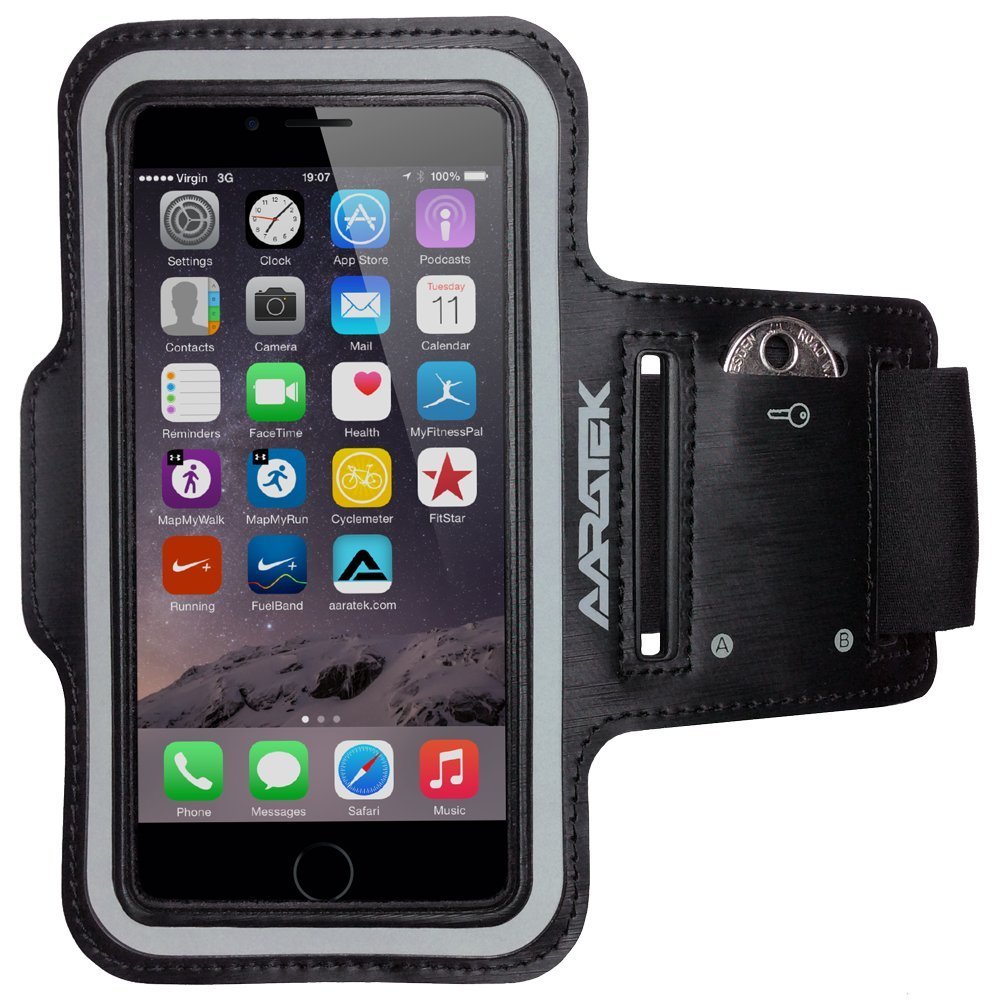 Virgin 3G 19:07 100%
Settings Clock App Store Podcasts
Tuesday
11
Contacts Camera Mail Calendar
Reminders FaceTime Health MyFitnessPal
MapMyWalk MapMyRun Cyclemeter FitStar
Running FuelBand aaratek.com
Phone Messages Safari Music
AARATEK
ROAD
A
B